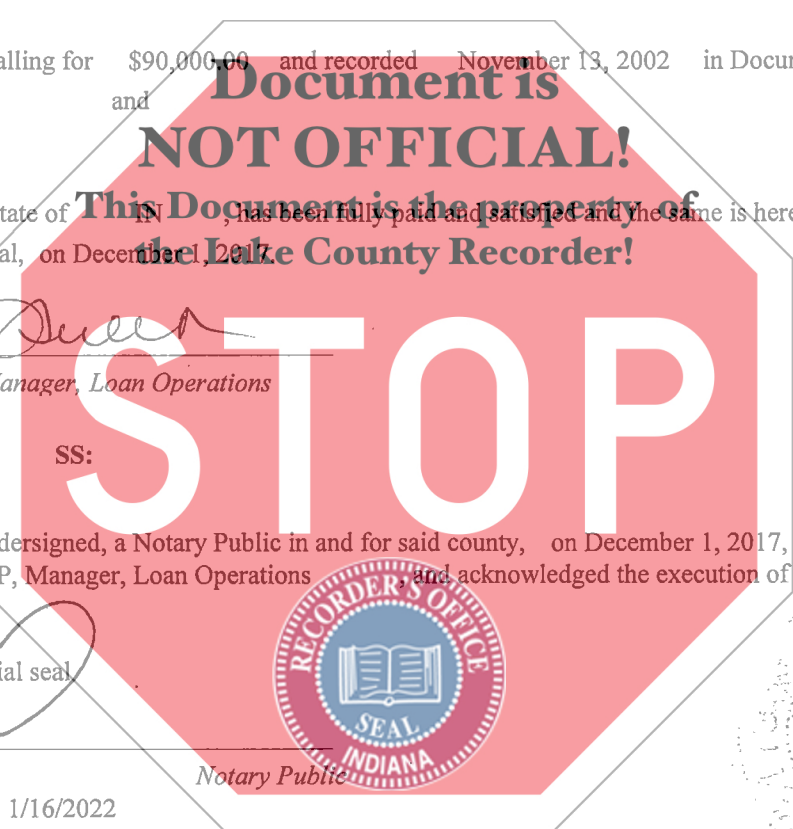 alling for $90,000.00 and recorded November 13, 2002 in Docum
Document is
and
NOT OFFICIAL!
tate of IN , has been fully paid and satisfied and the same is here
This Document is the property of
al, on December 1, 2017.
the Lake County Recorder!
STOP
anager, Loan Operations
SS:
dersigned, a Notary Public in and for said county, on December 1, 2017,
P, Manager, Loan Operations , and acknowledged the execution of
RECORDER'S OFFICE
SEAL
INDIANA
ial seal
Notary Public
1/16/2022